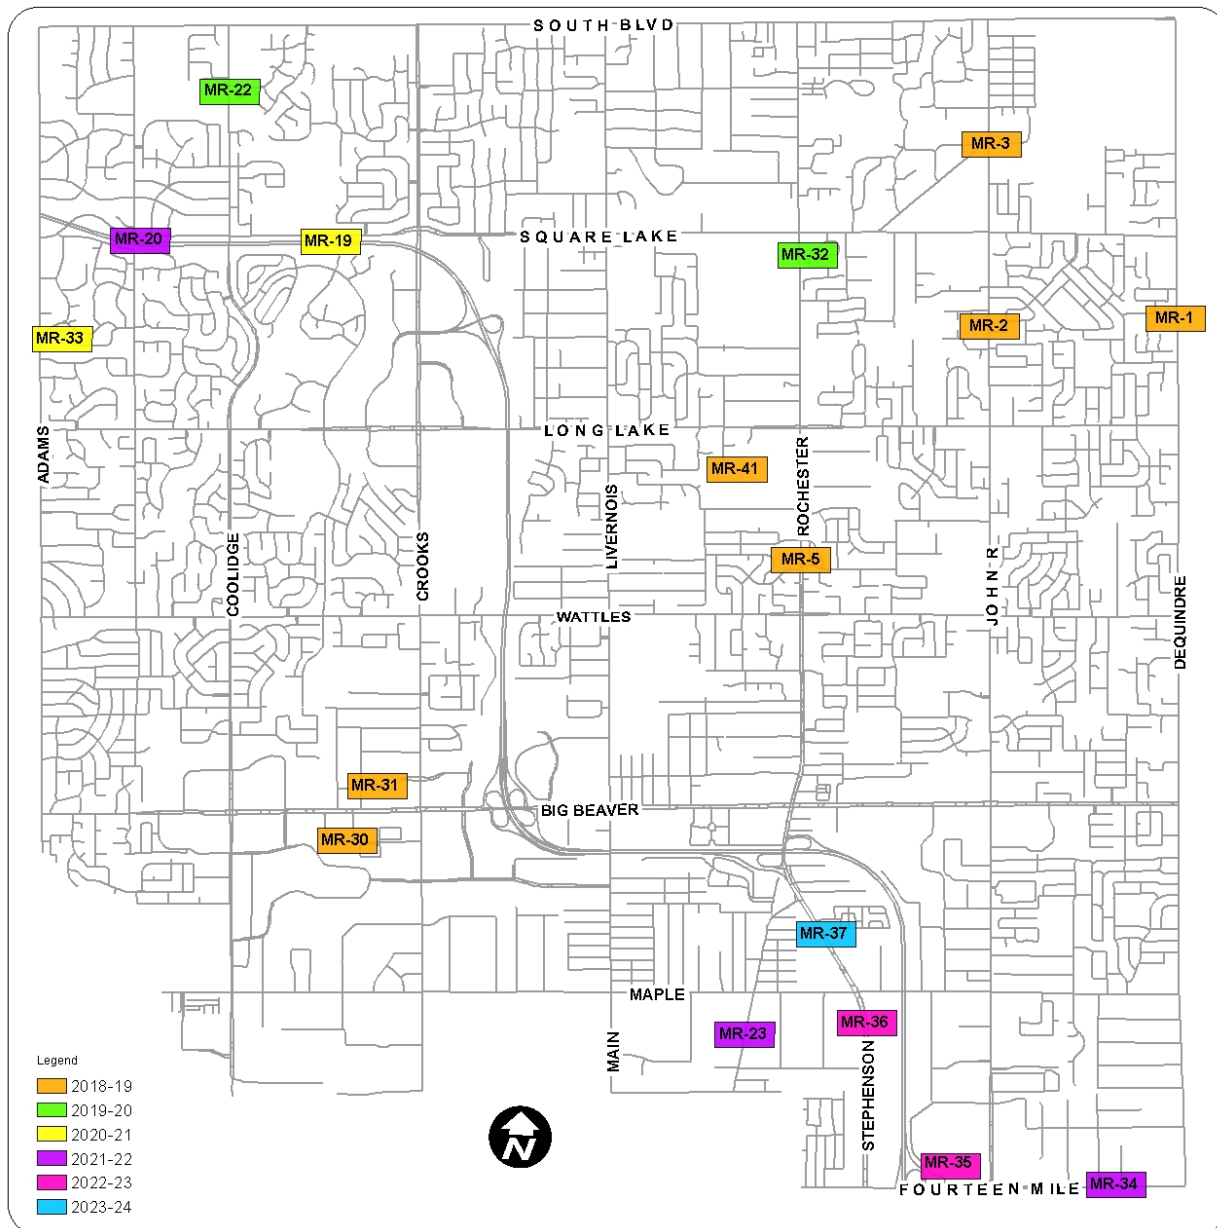 SOUTH BLVD
MR-22
MR-3
MR-20
MR-19
SQUARE LAKE
MR-32
MR-33
MR-2
MR-1
LONG LAKE
ADAMS
MR-41
ROCHESTER
LIVERNOIS
COOLIDGE
CROOKS
MR-5
JOHN R
DEQUINDRE
WATTLES
MR-31
BIG BEAVER
MR-30
MR-37
MAPLE
MR-23
MR-36
MAIN
STEPHENSON
Legend
2018-19
2019-20
2020-21
2021-22
2022-23
2023-24
N
MR-35
FOURTEEN MILE
MR-34